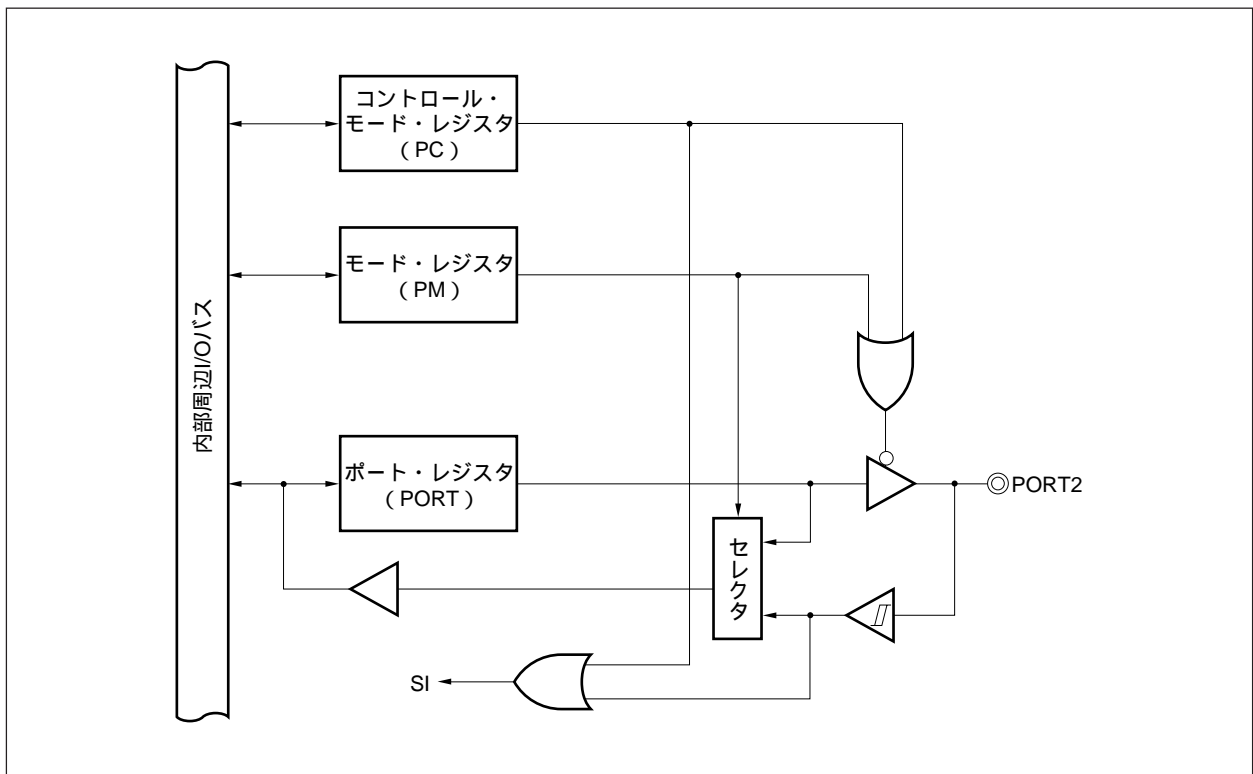 コントロール・
モード・レジスタ
（PC）
モード・レジスタ
（PM）
内部周辺I/Oバス
ポート・レジスタ
（PORT）
PORT2
セレクタ
SI